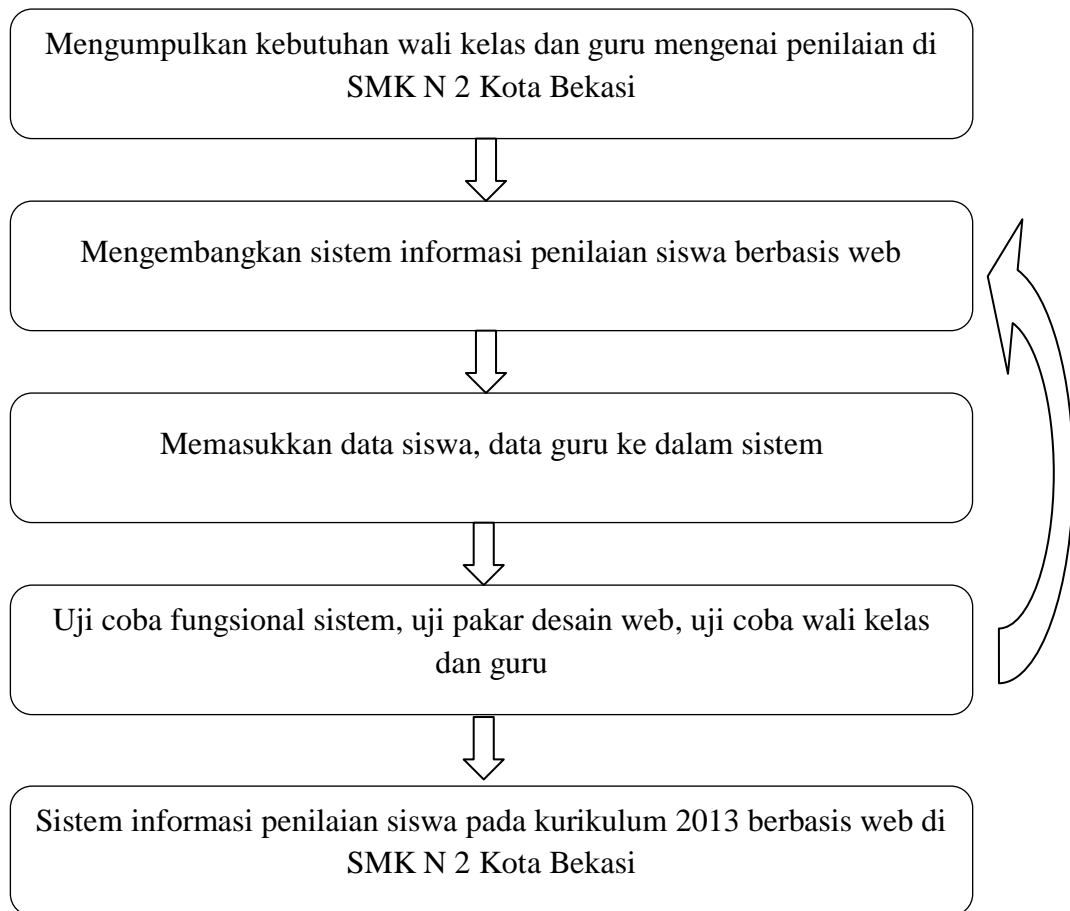 Mengumpulkan kebutuhan wali kelas dan guru mengenai penilaian di
SMK N 2 Kota Bekasi
Mengembangkan sistem informasi penilaian siswa berbasis web
Memasukkan data siswa, data guru ke dalam sistem
Uji coba fungsional sistem, uji pakar desain web, uji coba wali kelas
dan guru
Sistem informasi penilaian siswa pada kurikulum 2013 berbasis web di
SMK N 2 Kota Bekasi